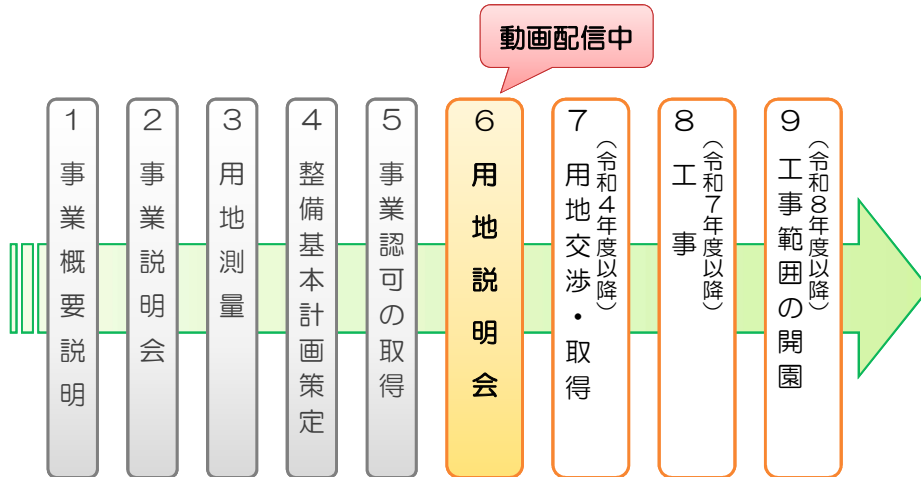 動画配信中
1 事業概要説明
2 事業説明会
3 用地測量
4 整備基本計画策定
5 事業認可の取得
6 用地説明会
7 用地交渉・取得
（令和４年度以降）
8 工事
（令和７年度以降）
9 工事範囲の開園
（令和８年度以降）